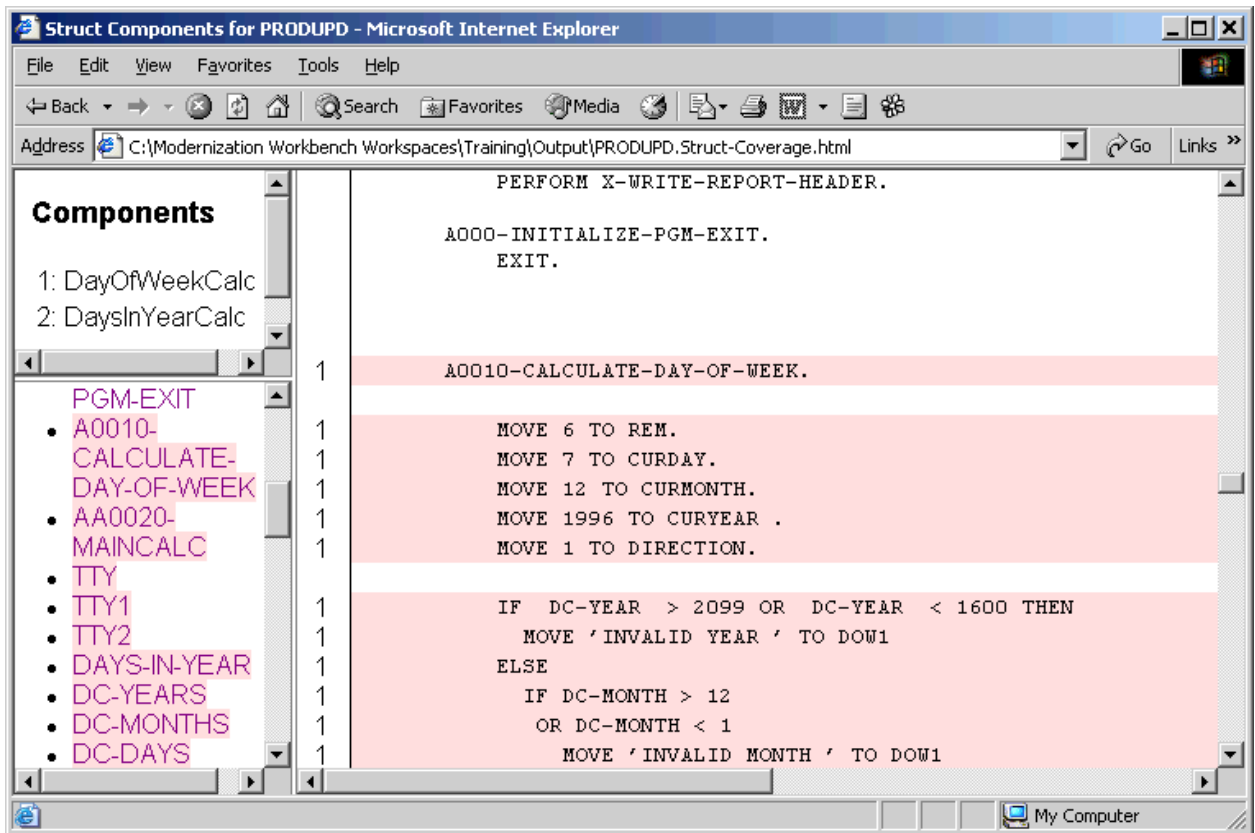 Struct Components for PRODUPD - Microsoft Internet Explorer
File Edit View Favorites Tools Help
Back Search Favorites Media
Address C:\Modernization Workbench Workspaces\Training\Output\PRODUPD.Struct-Coverage.html Go Links »
Components
1: DayOfWeekCalc
2: DaysInYearCalc
PGM-EXIT
• A0010-
CALCULATE-
DAY-OF-WEEK
• AA0020-
MAINCALC
• TTY
• TTY1
• TTY2
• DAYS-IN-YEAR
• DC-YEARS
• DC-MONTHS
• DC-DAYS
PERFORM X-WRITE-REPORT-HEADER.
A000-INITIALIZE-PGM-EXIT.
EXIT.
1 A0010-CALCULATE-DAY-OF-WEEK.
1 MOVE 6 TO REM.
1 MOVE 7 TO CURDAY.
1 MOVE 12 TO CURMONTH.
1 MOVE 1996 TO CURYEAR .
1 MOVE 1 TO DIRECTION.
1 IF DC-YEAR > 2099 OR DC-YEAR < 1600 THEN
1 MOVE 'INVALID YEAR ' TO DOW1
1 ELSE
1 IF DC-MONTH > 12
1 OR DC-MONTH < 1
1 MOVE 'INVALID MONTH ' TO DOW1
My Computer